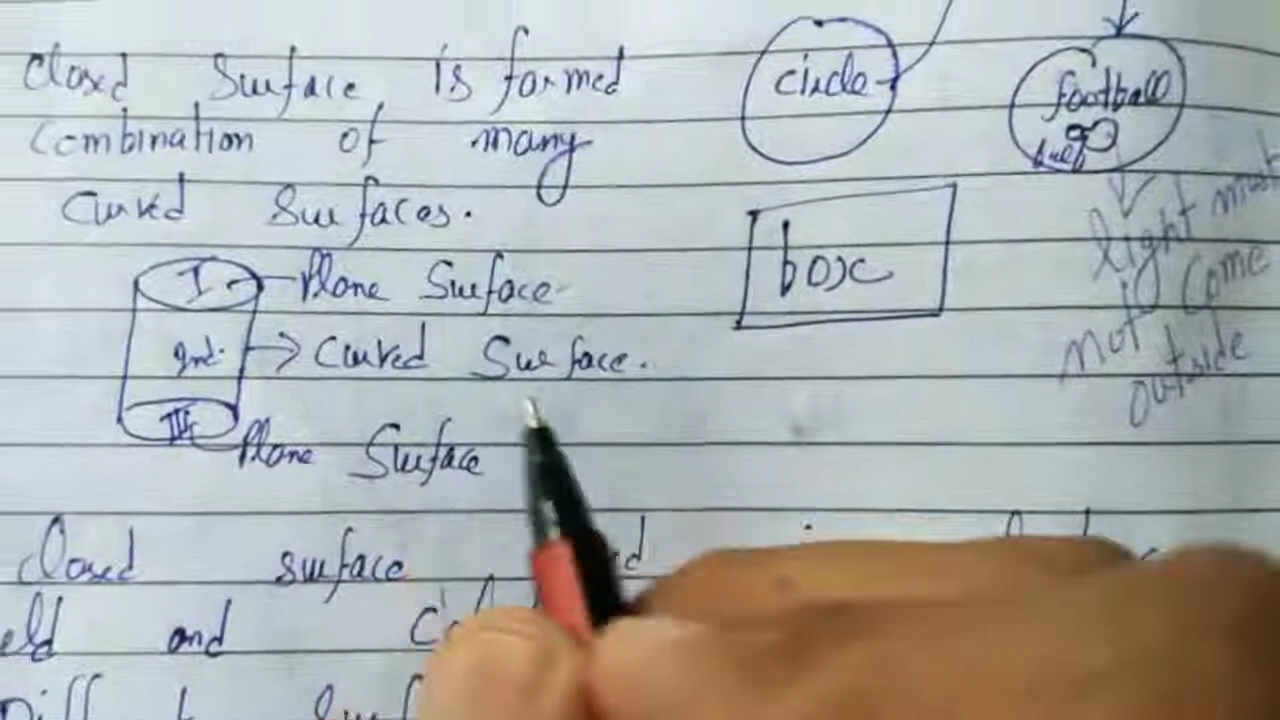 Closed Surface is formed
Combination of many
Curved Surfaces.
I Plane Surface
2nd. Curved Surface.
III Plane Surface
circle
Football
box
light must
not Come
outside
Closed surface
and